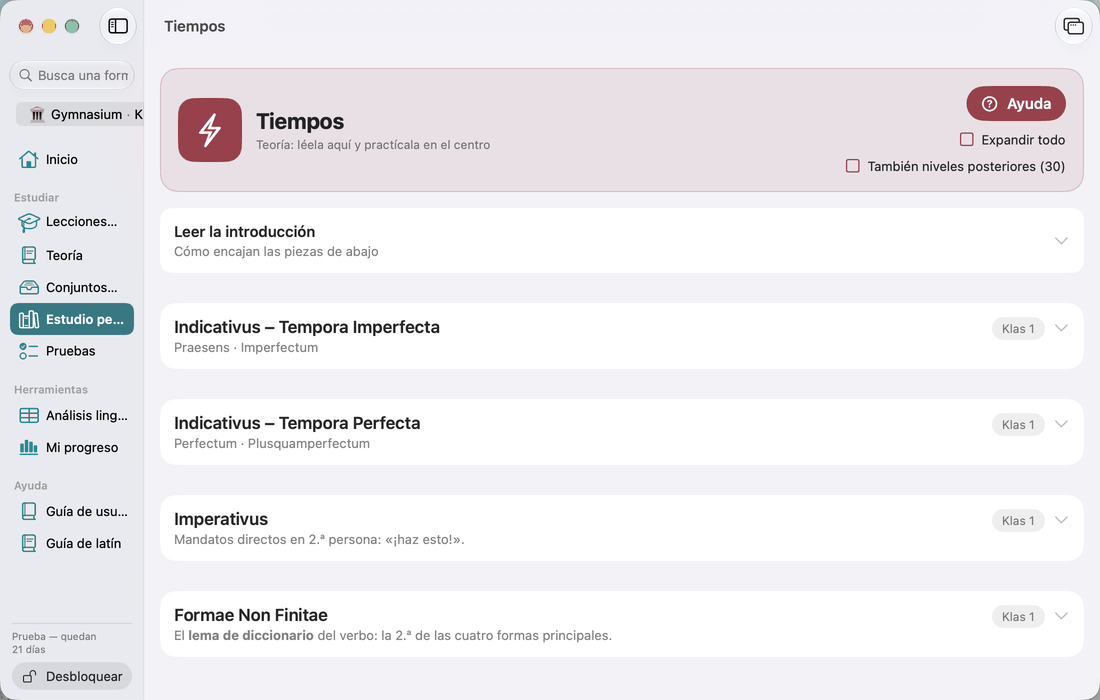 Tiempos
Busca una form
Gymnasium · K
Inicio
Estudiar
Lecciones...
Teoría
Conjuntos...
Estudio pe...
Pruebas
Herramientas
Análisis ling...
Mi progreso
Ayuda
Guía de usu...
Guía de latín
Prueba — quedan
21 días
Desbloquear
Tiempos
Teoría: léela aquí y practícala en el centro
Ayuda
Expandir todo
También niveles posteriores (30)
Leer la introducción
Cómo encajan las piezas de abajo
Indicativus – Tempora Imperfecta
Praesens · Imperfectum
Klas 1
Indicativus – Tempora Perfecta
Perfectum · Plusquamperfectum
Klas 1
Imperativus
Mandatos directos en 2.ª persona: «¡haz esto!».
Klas 1
Formae Non Finitae
El lema de diccionario del verbo: la 2.ª de las cuatro formas principales.
Klas 1